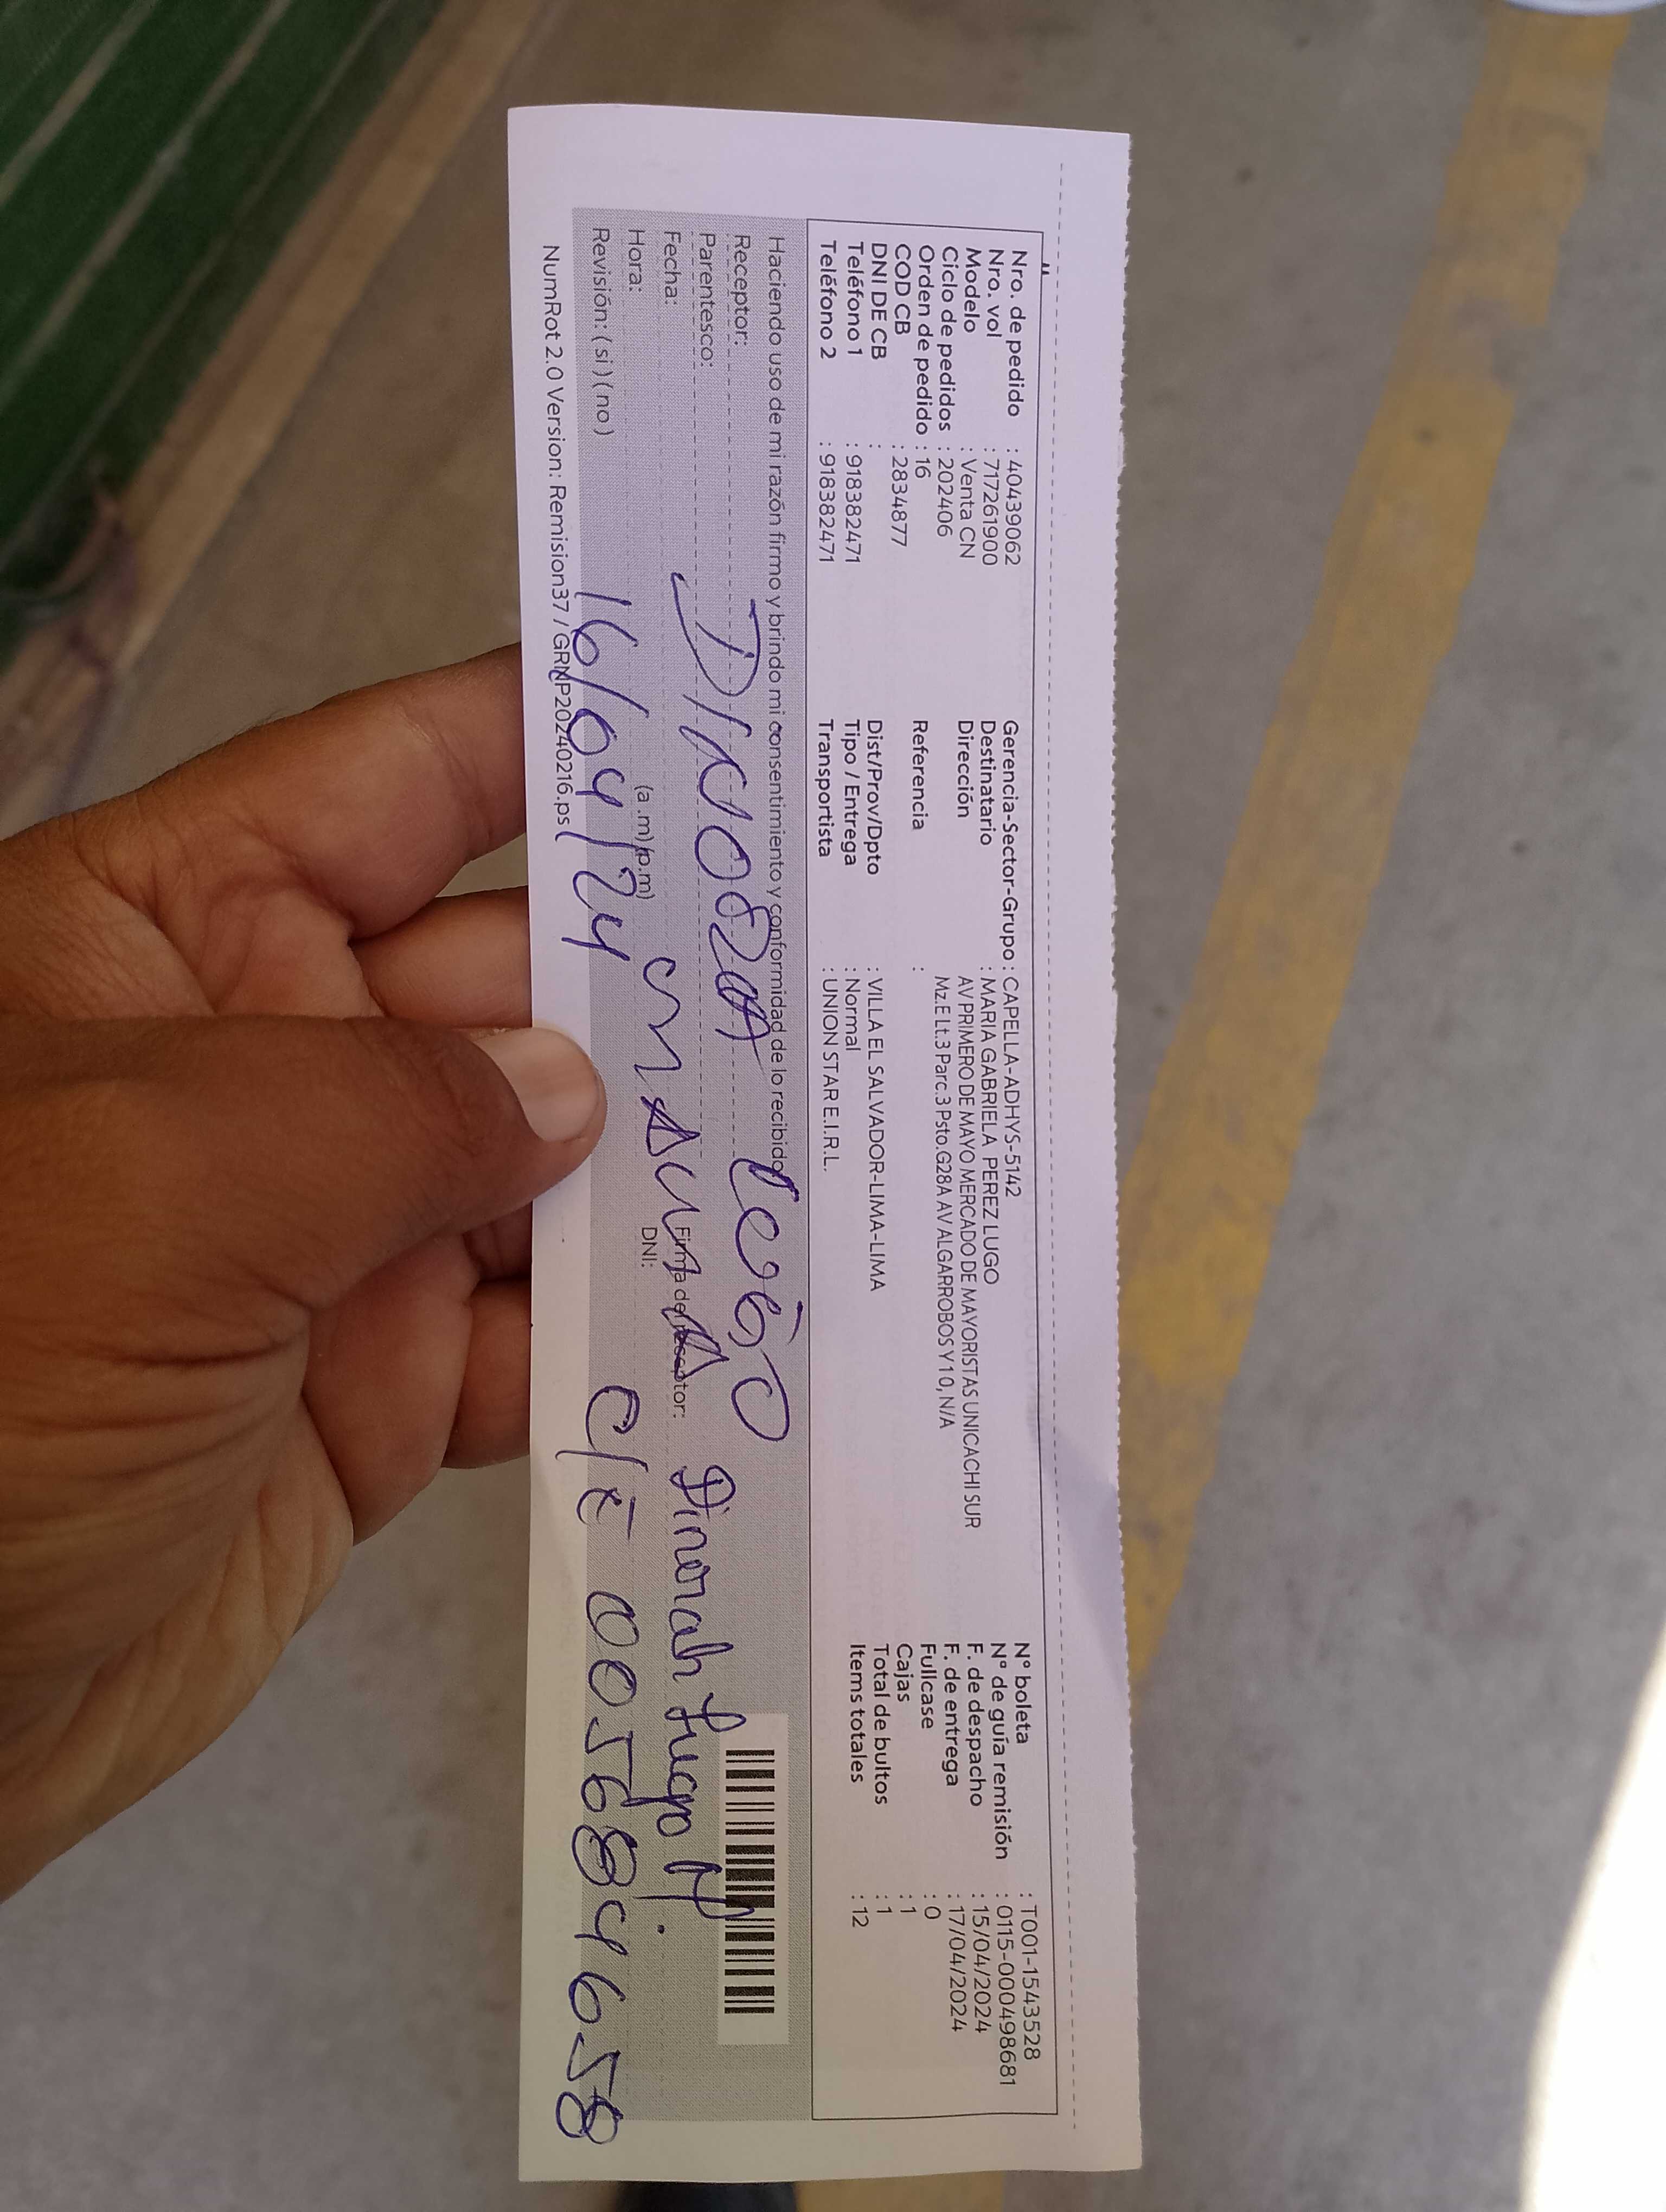 Nro. de pedido : 40439062
Nro. vol : 717261900
Modelo : Venta CN
Ciclo de pedidos : 202406
Orden de pedido : 16
COD CB : 2834877
DNI DE CB :
Teléfono 1 : 918382471
Teléfono 2 : 918382471
Gerencia-Sector-Grupo : CAPELLA-ADHYS-5142
Destinatario : MARIA GABRIELA PEREZ LUGO
Dirección AV PRIMERO DE MAYO MERCADO DE MAYORISTAS UNICACHI SUR
Mz.E Lt.3 Parc.3 Psto.G28A AV ALGARROBOS Y 1 0, N/A
Referencia :
Dist/Prov/Dpto : VILLA EL SALVADOR-LIMA-LIMA
Tipo / Entrega : Normal
Transportista : UNION STAR E.I.R.L.
N° boleta : T001-1543528
N° de guía remisión : 0115-000498681
F. de despacho : 15/04/2024
F. de entrega : 17/04/2024
Fullcase : 0
Cajas : 1
Total de bultos : 1
Items totales : 12
Haciendo uso de mi razón firmo y brindo mi consentimiento y conformidad de lo recibido
Receptor:
Parentesco:
Fecha:
Hora: (a .m) (p.m)
Revisión: ( si ) ( no )
16/04/24
Firma del receptor: Dinorah Lugo
DNI: C/E 005684658
NumRot 2.0 Version: Remision37 / GRNP20240216.ps